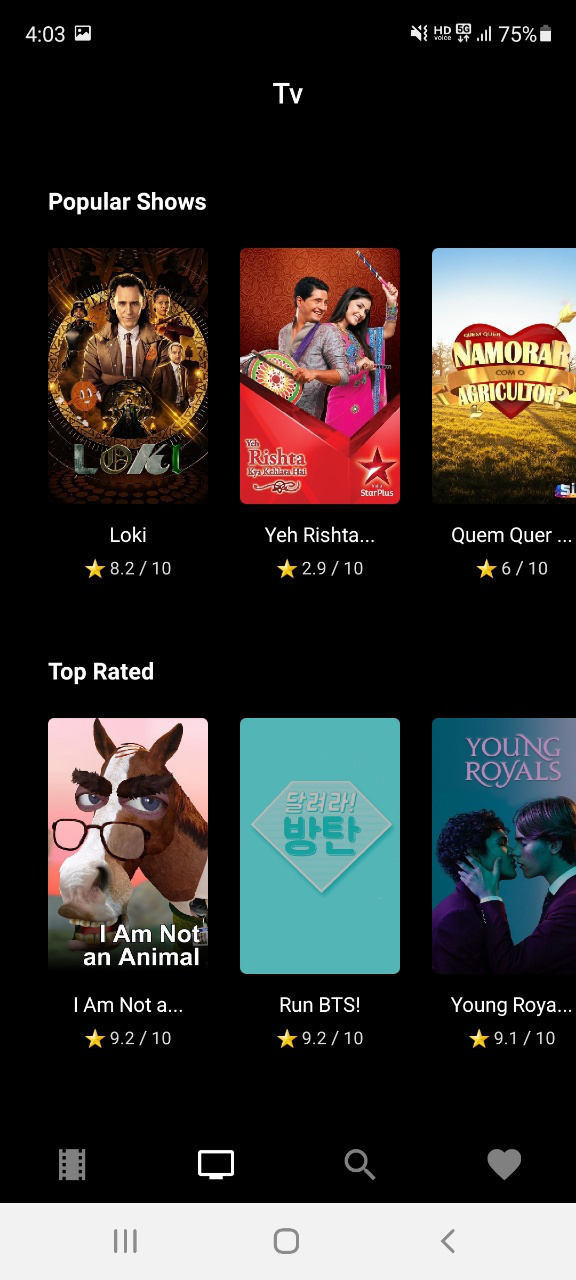 4:03
HD voice 5G 75%
Tv
Popular Shows
LOKI
Yeh
Rishta
Kya Kehlata Hai
StarPlus
QUEM QUER
NAMORAR
COM O
AGRICULTOR?
Loki
Yeh Rishta...
Quem Quer ...
8.2 / 10
2.9 / 10
6 / 10
Top Rated
I Am Not
an Animal
달려라!
방탄
YOUNG
ROYALS
I Am Not a...
Run BTS!
Young Roya...
9.2 / 10
9.2 / 10
9.1 / 10